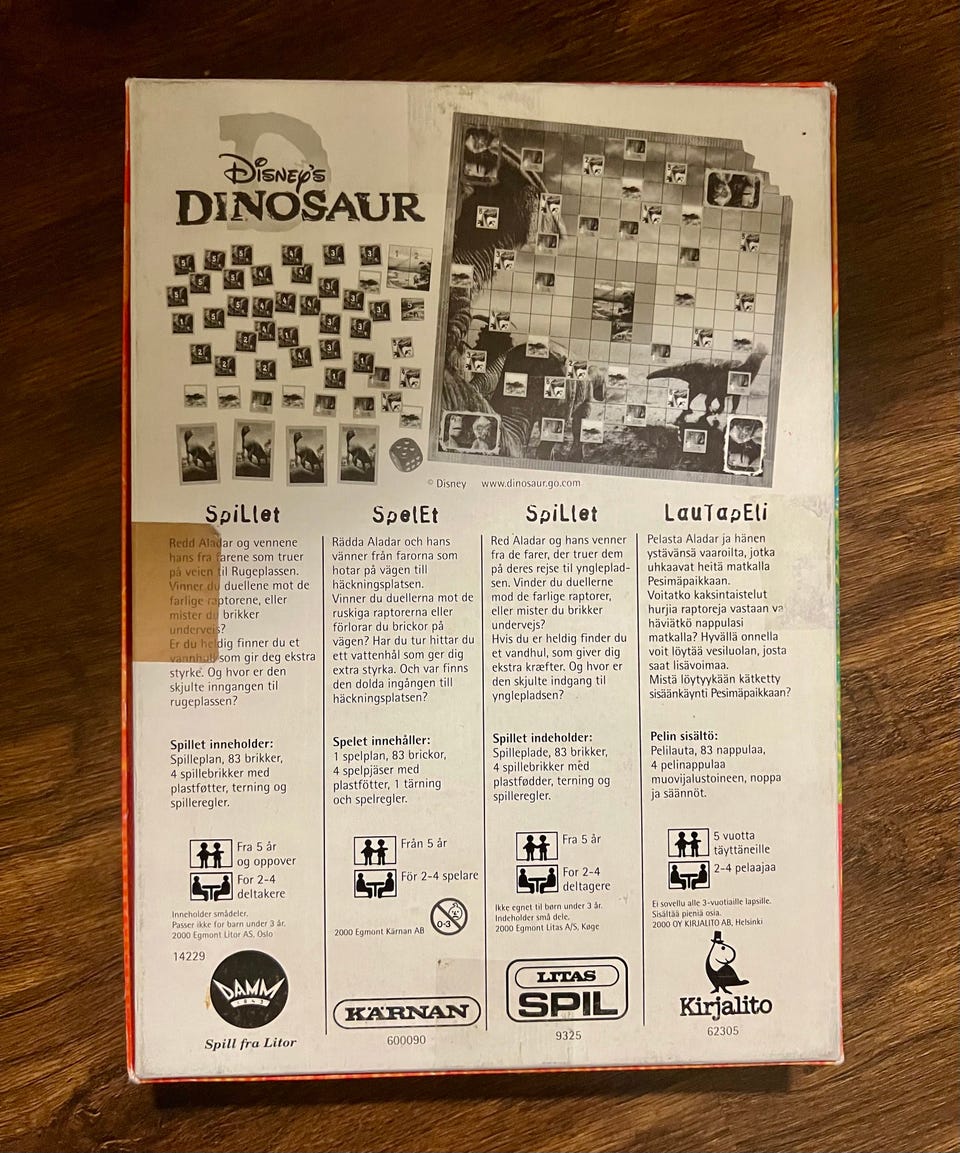 Disney's
DINOSAUR
© Disney www.dinosaur.go.com
SpiLLet
Redd Aladar og vennene
hans fra farene som truer
på veien til Rugeplassen.
Vinner du duellene mot de
farlige raptorene, eller
mister du brikker
underveis?
Er du heldig finner du et
vannhull som gir deg ekstra
styrke. Og hvor er den
skjulte inngangen til
rugeplassen?
Spillet inneholder:
Spilleplan, 83 brikker,
4 spillebrikker med
plastføtter, terning og
spilleregler.
Fra 5 år
og oppover
For 2-4
deltakere
Inneholder smådeler.
Passer ikke for barn under 3 år.
2000 Egmont Litor AS, Oslo
14229
DAMM
1843
Spill fra Litor
SpelEt
Rädda Aladar och hans
vänner från farorna som
hotar på vägen till
häckningsplatsen.
Vinner du duellerna mot de
ruskiga raptorerna eller
förlorar du brickor på
vägen? Har du tur hittar du
ett vattenhål som ger dig
extra styrka. Och var finns
den dolda ingången till
häckningsplatsen?
Spelet innehåller:
1 spelplan, 83 brickor,
4 spelpjäser med
plastfötter, 1 tärning
och spelregler.
Från 5 år
För 2-4 spelare
0-3
2000 Egmont Kärnan AB
KÄRNAN
600090
SpiLLet
Red Aladar og hans venner
fra de farer, der truer dem
på deres rejse til ynglepla-
sen. Vinder du duellerne
mod de farlige raptorer,
eller mister du brikker
undervejs?
Hvis du er heldig finder du
et vandhul, som giver dig
ekstra kræfter. Og hvor er
den skjulte indgang til
ynglepladsen?
Spillet indeholder:
Spilleplade, 83 brikker,
4 spillebrikker med
plastfødder, terning og
spilleregler.
Fra 5 år
For 2-4
deltagere
Ikke egnet til børn under 3 år.
Indeholder små dele.
2000 Egmont Litas A/S, Køge
LITAS
SPIL
9325
LauTapELi
Pelasta Aladar ja hänen
ystävänsä vaaroilta, jotka
uhkaavat heitä matkalla
Pesimäpaikkaan.
Voitatko kaksintaistelut
hurjia raptoreja vastaan va
häviätkö nappulasi
matkalla? Hyvällä onnella
voit löytää vesiluolan, josta
saat lisävoimaa.
Mistä löytyykään kätketty
sisäänkäynti Pesimäpaikkaan?
Pelin sisältö:
Pelilauta, 83 nappulaa,
4 pelinappulaa
muovijalustoineen, noppa
ja säännöt.
5 vuotta
täyttäneille
2-4 pelaajaa
Ei sovellu alle 3-vuotiaille lapsille.
Sisältää pieniä osia.
2000 OY KIRJALITO AB, Helsinki
Kirjalito
62305